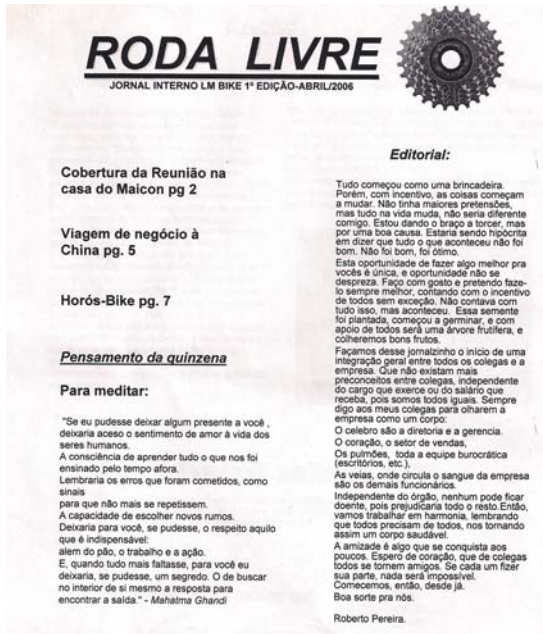 RODA LIVRE
JORNAL INTERNO LM BIKE 1º EDIÇÃO-ABRIL/2006
Cobertura da Reunião na
casa do Maicon pg 2
Viagem de negócio à
China pg. 5
Horós-Bike pg. 7
Pensamento da quinzena
Para meditar:
"Se eu pudesse deixar algum presente a você ,
deixaria aceso o sentimento de amor à vida dos
seres humanos.
A consciência de aprender tudo o que nos foi
ensinado pelo tempo afora.
Lembraria os erros que foram cometidos, como
sinais
para que não mais se repetissem.
A capacidade de escolher novos rumos.
Deixaria para você, se pudesse, o respeito aquilo
que é indispensável:
alem do pão, o trabalho e a ação.
E, quando tudo mais faltasse, para você eu
deixaria, se pudesse, um segredo. O de buscar
no interior de si mesmo a resposta para
encontrar a saída." - Mahatma Ghandi
Editorial:
Tudo começou como uma brincadeira.
Porém, com incentivo, as coisas começam
a mudar. Não tinha maiores pretensões,
mas tudo na vida muda, não seria diferente
comigo. Estou dando o braço a torcer, mas
por uma boa causa. Estaria sendo hipócrita
em dizer que tudo o que aconteceu não foi
bom. Não foi bom, foi ótimo.
Esta oportunidade de fazer algo melhor pra
vocês é única, e oportunidade não se
despreza. Faço com gosto e pretendo faze-
lo sempre melhor, contando com o incentivo
de todos sem exceção. Não contava com
tudo isso, mas aconteceu. Essa semente
foi plantada, começou a germinar, e com
apoio de todos será uma árvore frutífera, e
colheremos bons frutos.
Façamos desse jornalzinho o início de uma
integração geral entre todos os colegas e a
empresa. Que não existam mais
preconceitos entre colegas, independente
do cargo que exerce ou do salário que
receba, pois somos todos iguais. Sempre
digo aos meus colegas para olharem a
empresa como um corpo:
O celebro são a diretoria e a gerencia.
O coração, o setor de vendas,
Os pulmões, toda a equipe burocrática
(escritórios, etc.),
As veias, onde circula o sangue da empresa
são os demais funcionários.
Independente do órgão, nenhum pode ficar
doente, pois prejudicaria todo o resto.Então,
vamos trabalhar em harmonia, lembrando
que todos precisam de todos, nos tornando
assim um corpo saudável.
A amizade é algo que se conquista aos
poucos. Espero de coração, que de colegas
todos se tornem amigos. Se cada um fizer
sua parte, nada será impossível.
Comecemos, então, desde já.
Boa sorte pra nós.
Roberto Pereira.